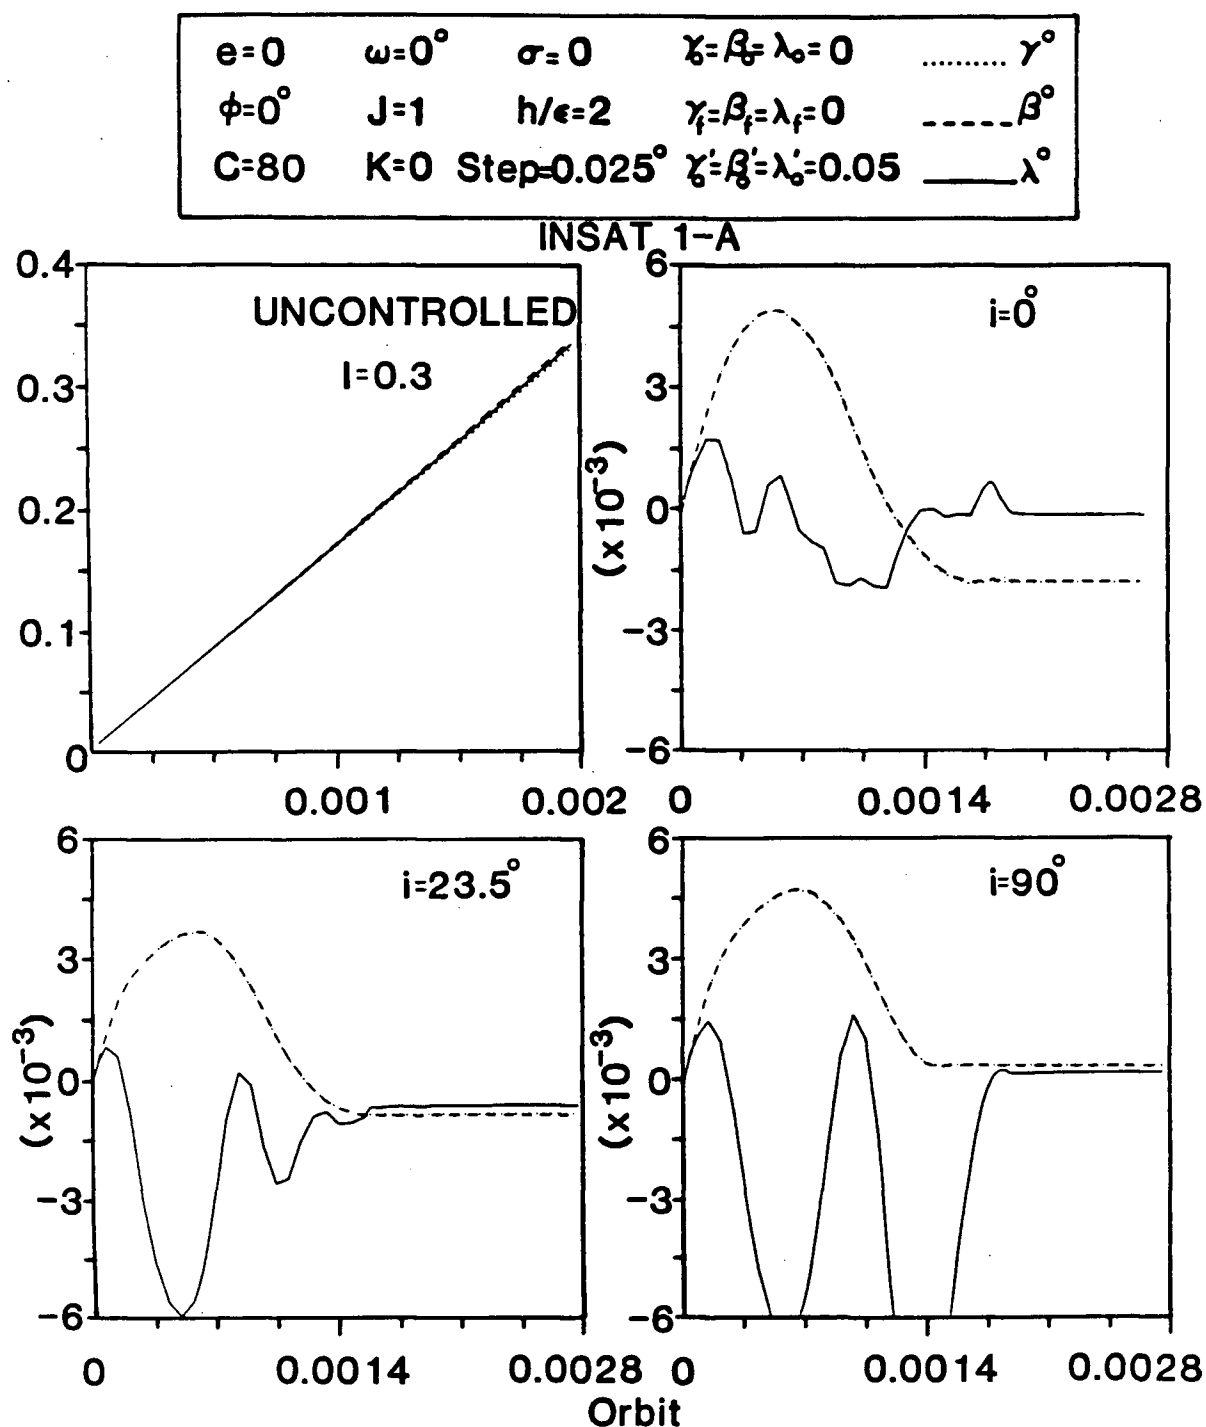 e=0 ω=0° σ=0 γ₀=β₀=λ₀=0 .......... γ°
ϕ=0° J=1 h/ϵ=2 γf=βf=λf=0 ----- β°
C=80 K=0 Step=0.025° γ₀′=β₀′=λ₀′=0.05 —— λ°
INSAT 1-A
UNCONTROLLED
I=0.3
0.4
0.3
0.2
0.1
0
0.001
0.002
i=0°
(x10⁻³)
6
3
0
-3
-6
0
0.0014
0.0028
i=23.5°
(x10⁻³)
6
3
0
-3
-6
0
0.0014
0.0028
i=90°
(x10⁻³)
6
3
0
-3
-6
0
0.0014
0.0028
Orbit